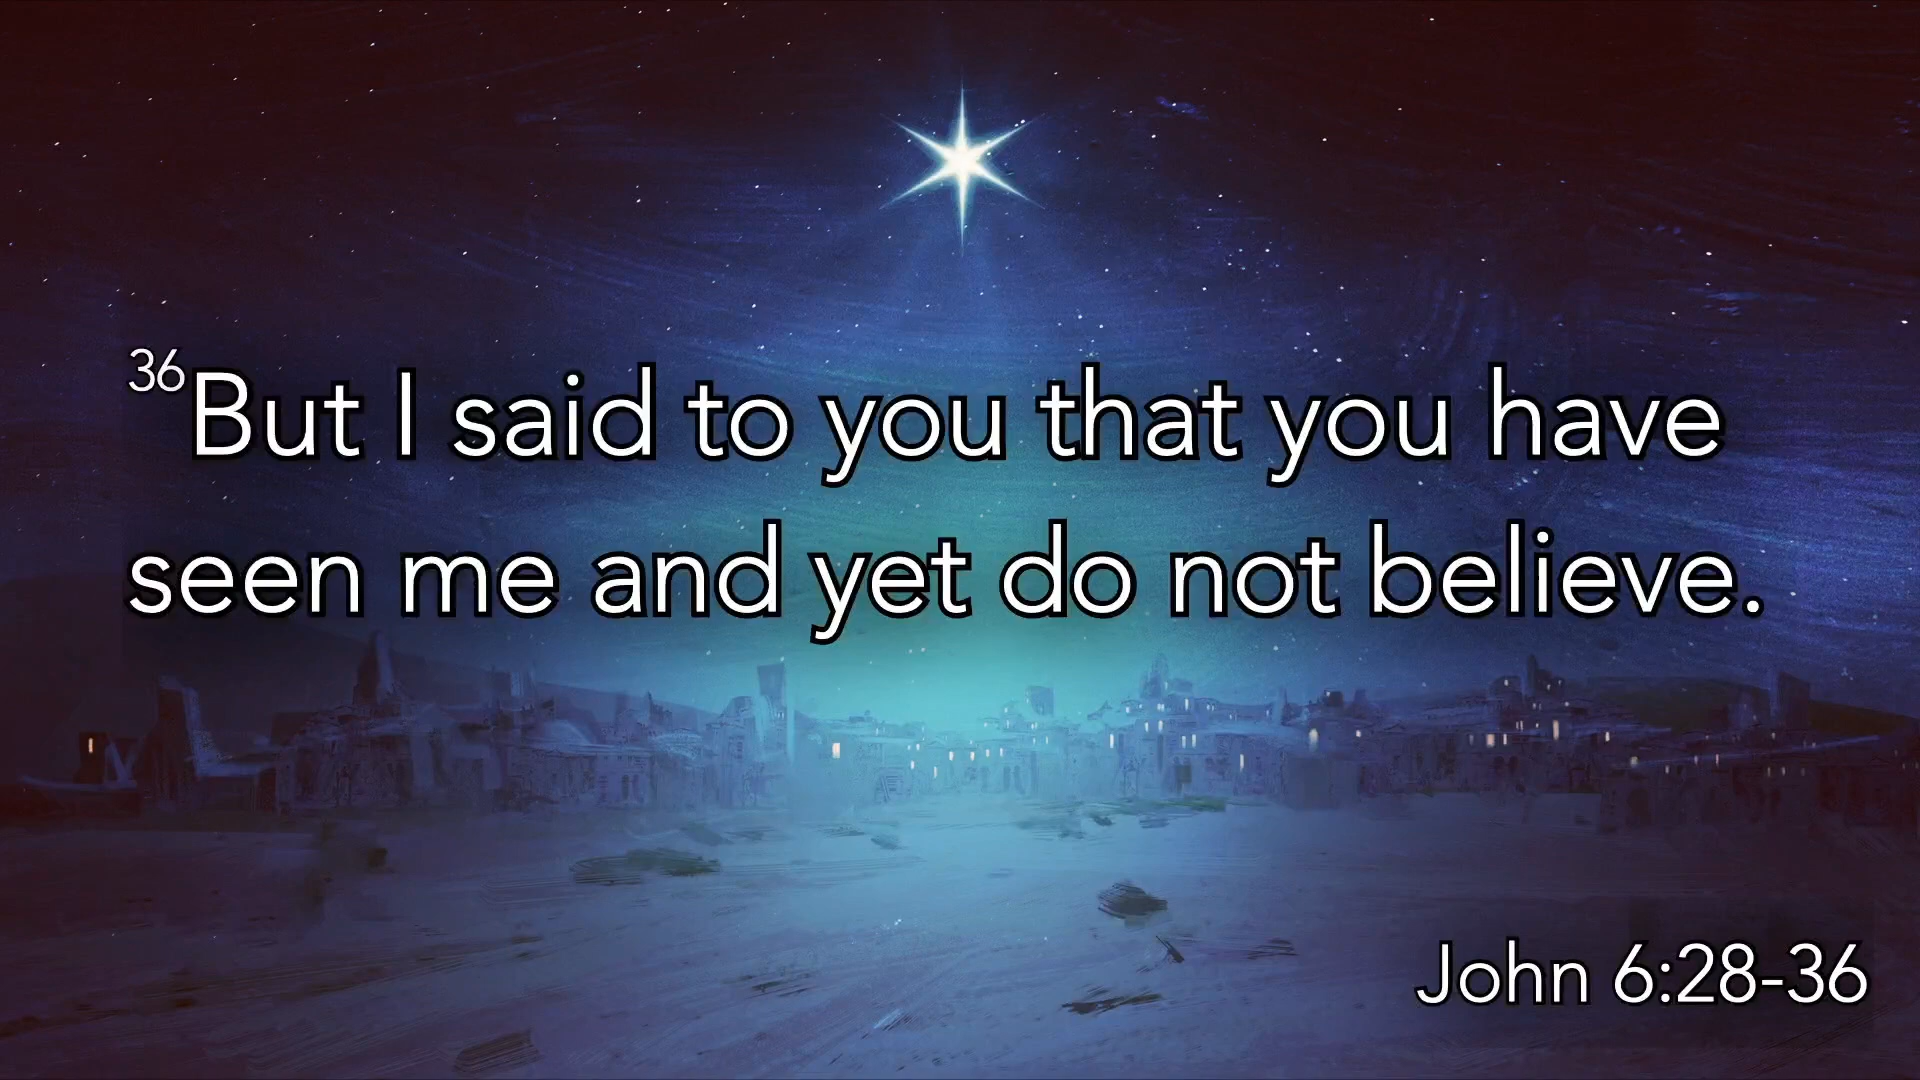 36But I said to you that you have
seen me and yet do not believe.
John 6:28-36